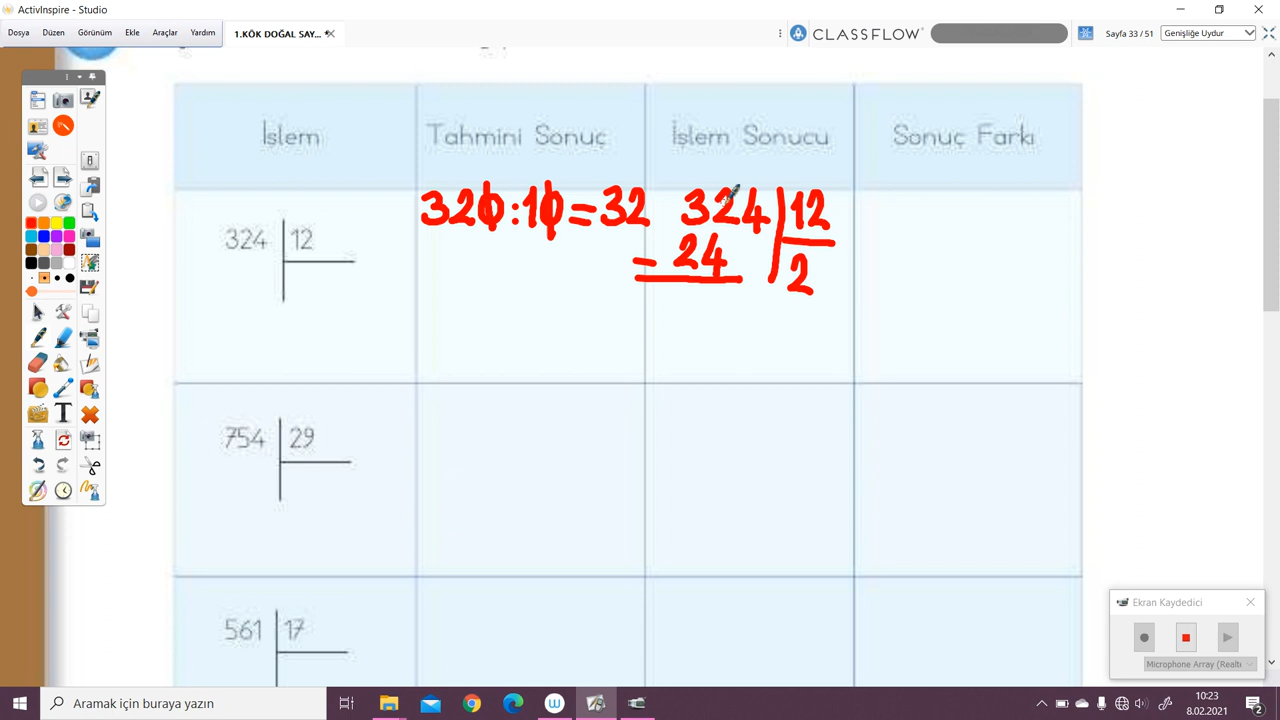 ActivInspire - Studio
Dosya Düzen Görünüm Ekle Araçlar Yardım
1.KÖK DOĞAL SAY...
CLASSFLOW
Sayfa 33 / 51
Genişliğe Uydur
İşlem Tahmini Sonuç İşlem Sonucu Sonuç Farkı
324 12
320:10=32
324 12
- 24 2
754 29
561 17
T
Ekran Kaydedici
Microphone Array (Realte
Aramak için buraya yazın
10:23
8.02.2021
2